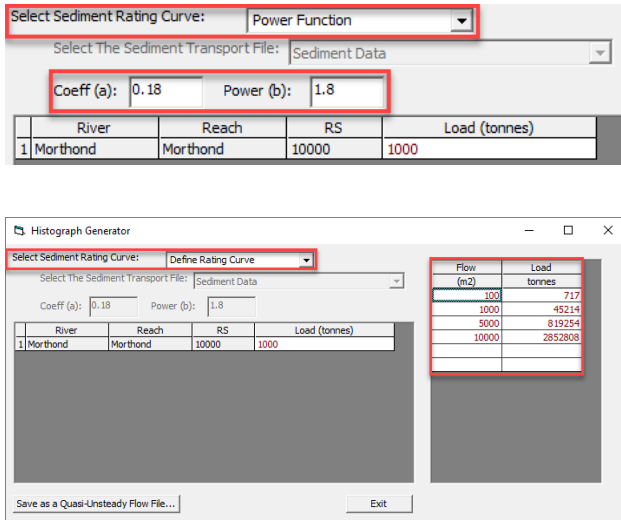 Select Sediment Rating Curve: Power Function
Select The Sediment Transport File: Sediment Data
Coeff (a): 0.18 Power (b): 1.8
River Reach RS Load (tonnes)
1 Morthond Morthond 10000 1000
Histograph Generator
Select Sediment Rating Curve: Define Rating Curve
Select The Sediment Transport File: Sediment Data
Coeff (a): 0.18 Power (b): 1.8
River Reach RS Load (tonnes)
1 Morthond Morthond 10000 1000
Flow Load
(m2) tonnes
100 717
1000 45214
5000 819254
10000 2852808
Save as a Quasi-Unsteady Flow File... Exit